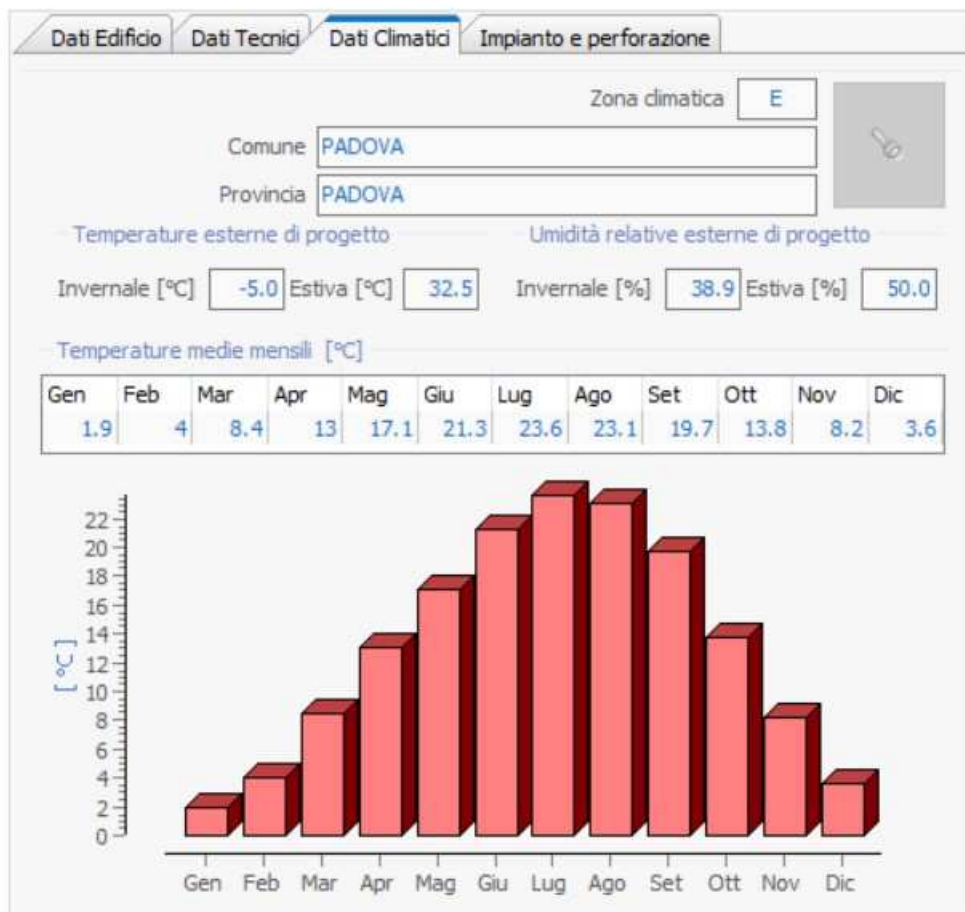 Dati Edificio Dati Tecnici Dati Climatici Impianto e perforazione
Zona climatica E
Comune PADOVA
Provincia PADOVA
Temperature esterne di progetto Umidità relative esterne di progetto
Invernale [°C] -5.0 Estiva [°C] 32.5 Invernale [%] 38.9 Estiva [%] 50.0
Temperature medie mensili [°C]
Gen Feb Mar Apr Mag Giu Lug Ago Set Ott Nov Dic
1.9 4 8.4 13 17.1 21.3 23.6 23.1 19.7 13.8 8.2 3.6
22
20
18
16
14
12
10
8
6
4
2
0
[°C]
Gen Feb Mar Apr Mag Giu Lug Ago Set Ott Nov Dic